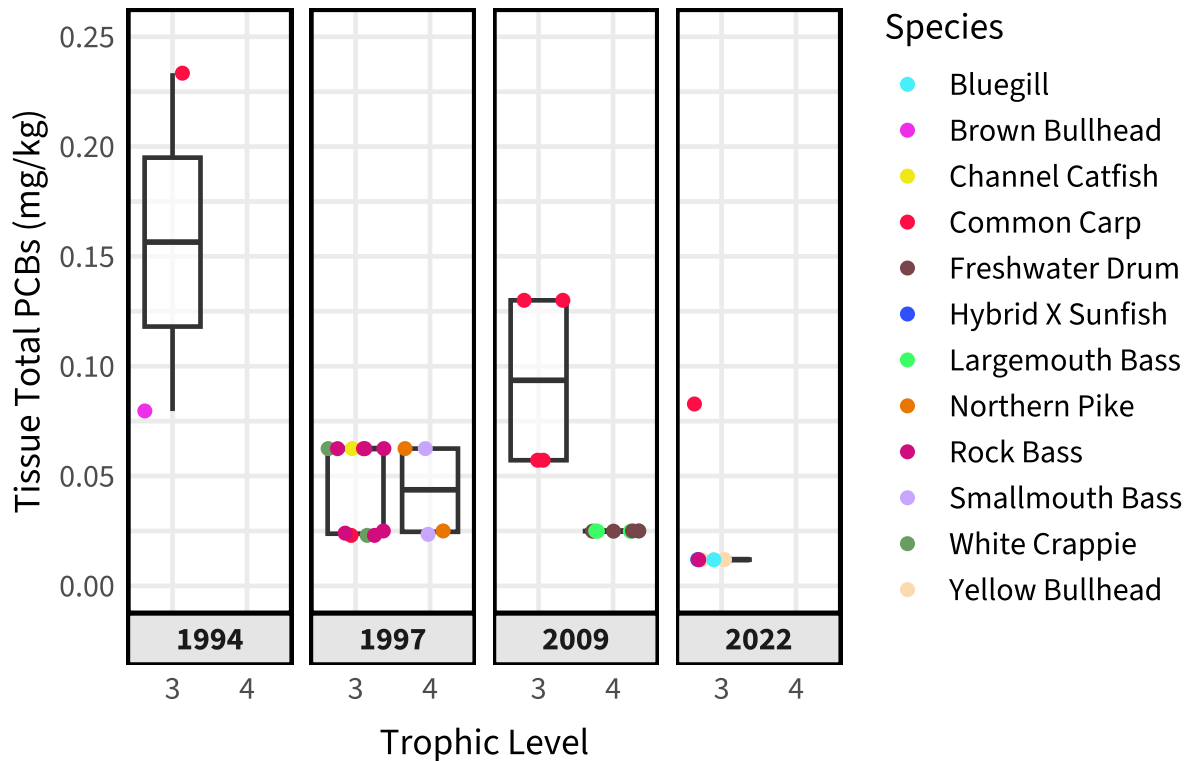 Tissue Total PCBs (mg/kg)
0.25
0.20
0.15
0.10
0.05
0.00
1994 1997 2009 2022
3 4 3 4 3 4 3 4
Trophic Level
Species
Bluegill
Brown Bullhead
Channel Catfish
Common Carp
Freshwater Drum
Hybrid X Sunfish
Largemouth Bass
Northern Pike
Rock Bass
Smallmouth Bass
White Crappie
Yellow Bullhead